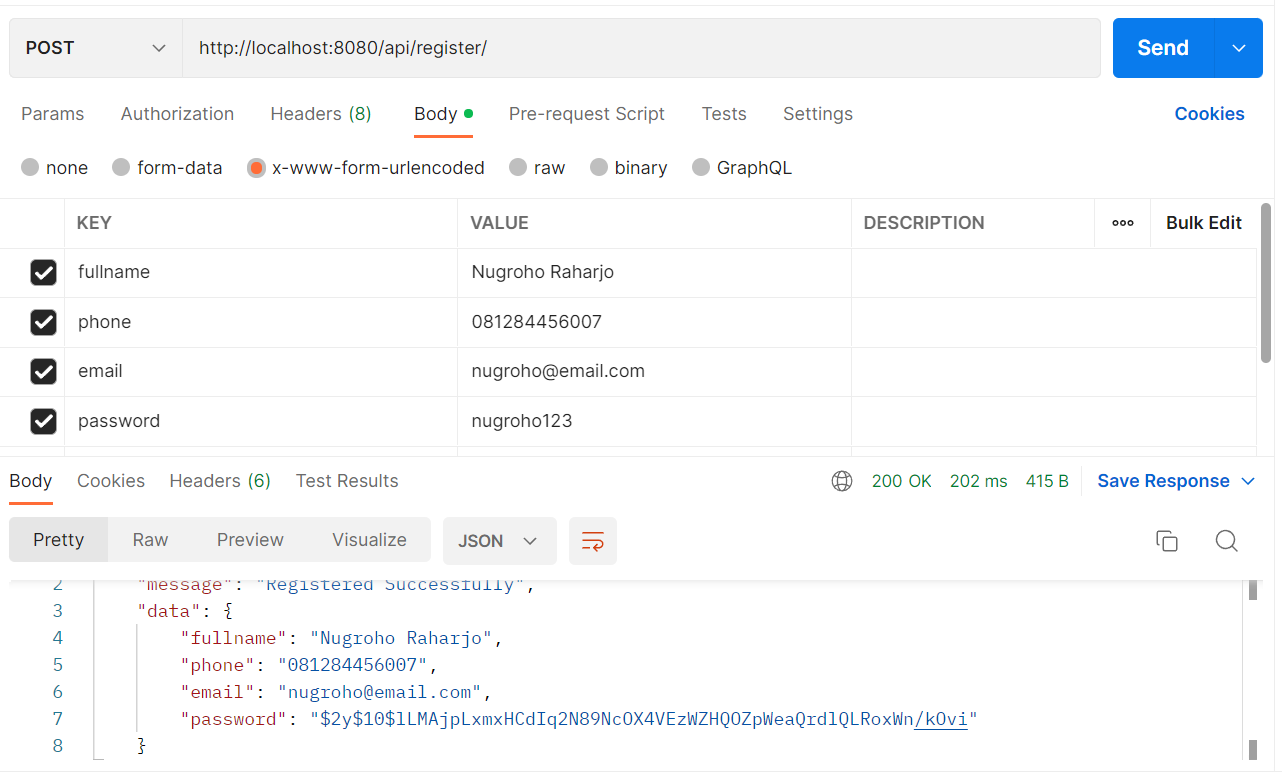 POST http://localhost:8080/api/register/ Send
Params Authorization Headers (8) Body Pre-request Script Tests Settings Cookies
none form-data x-www-form-urlencoded raw binary GraphQL
KEY VALUE DESCRIPTION Bulk Edit
fullname Nugroho Raharjo
phone 081284456007
email nugroho@email.com
password nugroho123
Body Cookies Headers (6) Test Results 200 OK 202 ms 415 B Save Response
Pretty Raw Preview Visualize JSON
2 "message": "Registered Successfully",
3 "data": {
4 "fullname": "Nugroho Raharjo",
5 "phone": "081284456007",
6 "email": "nugroho@email.com",
7 "password": "$2y$10$lLMAjpLxmxHCdIq2N89NcOX4VEzWZHQOZpWeaQrdlQLRoxWn/kOvi"
8 }